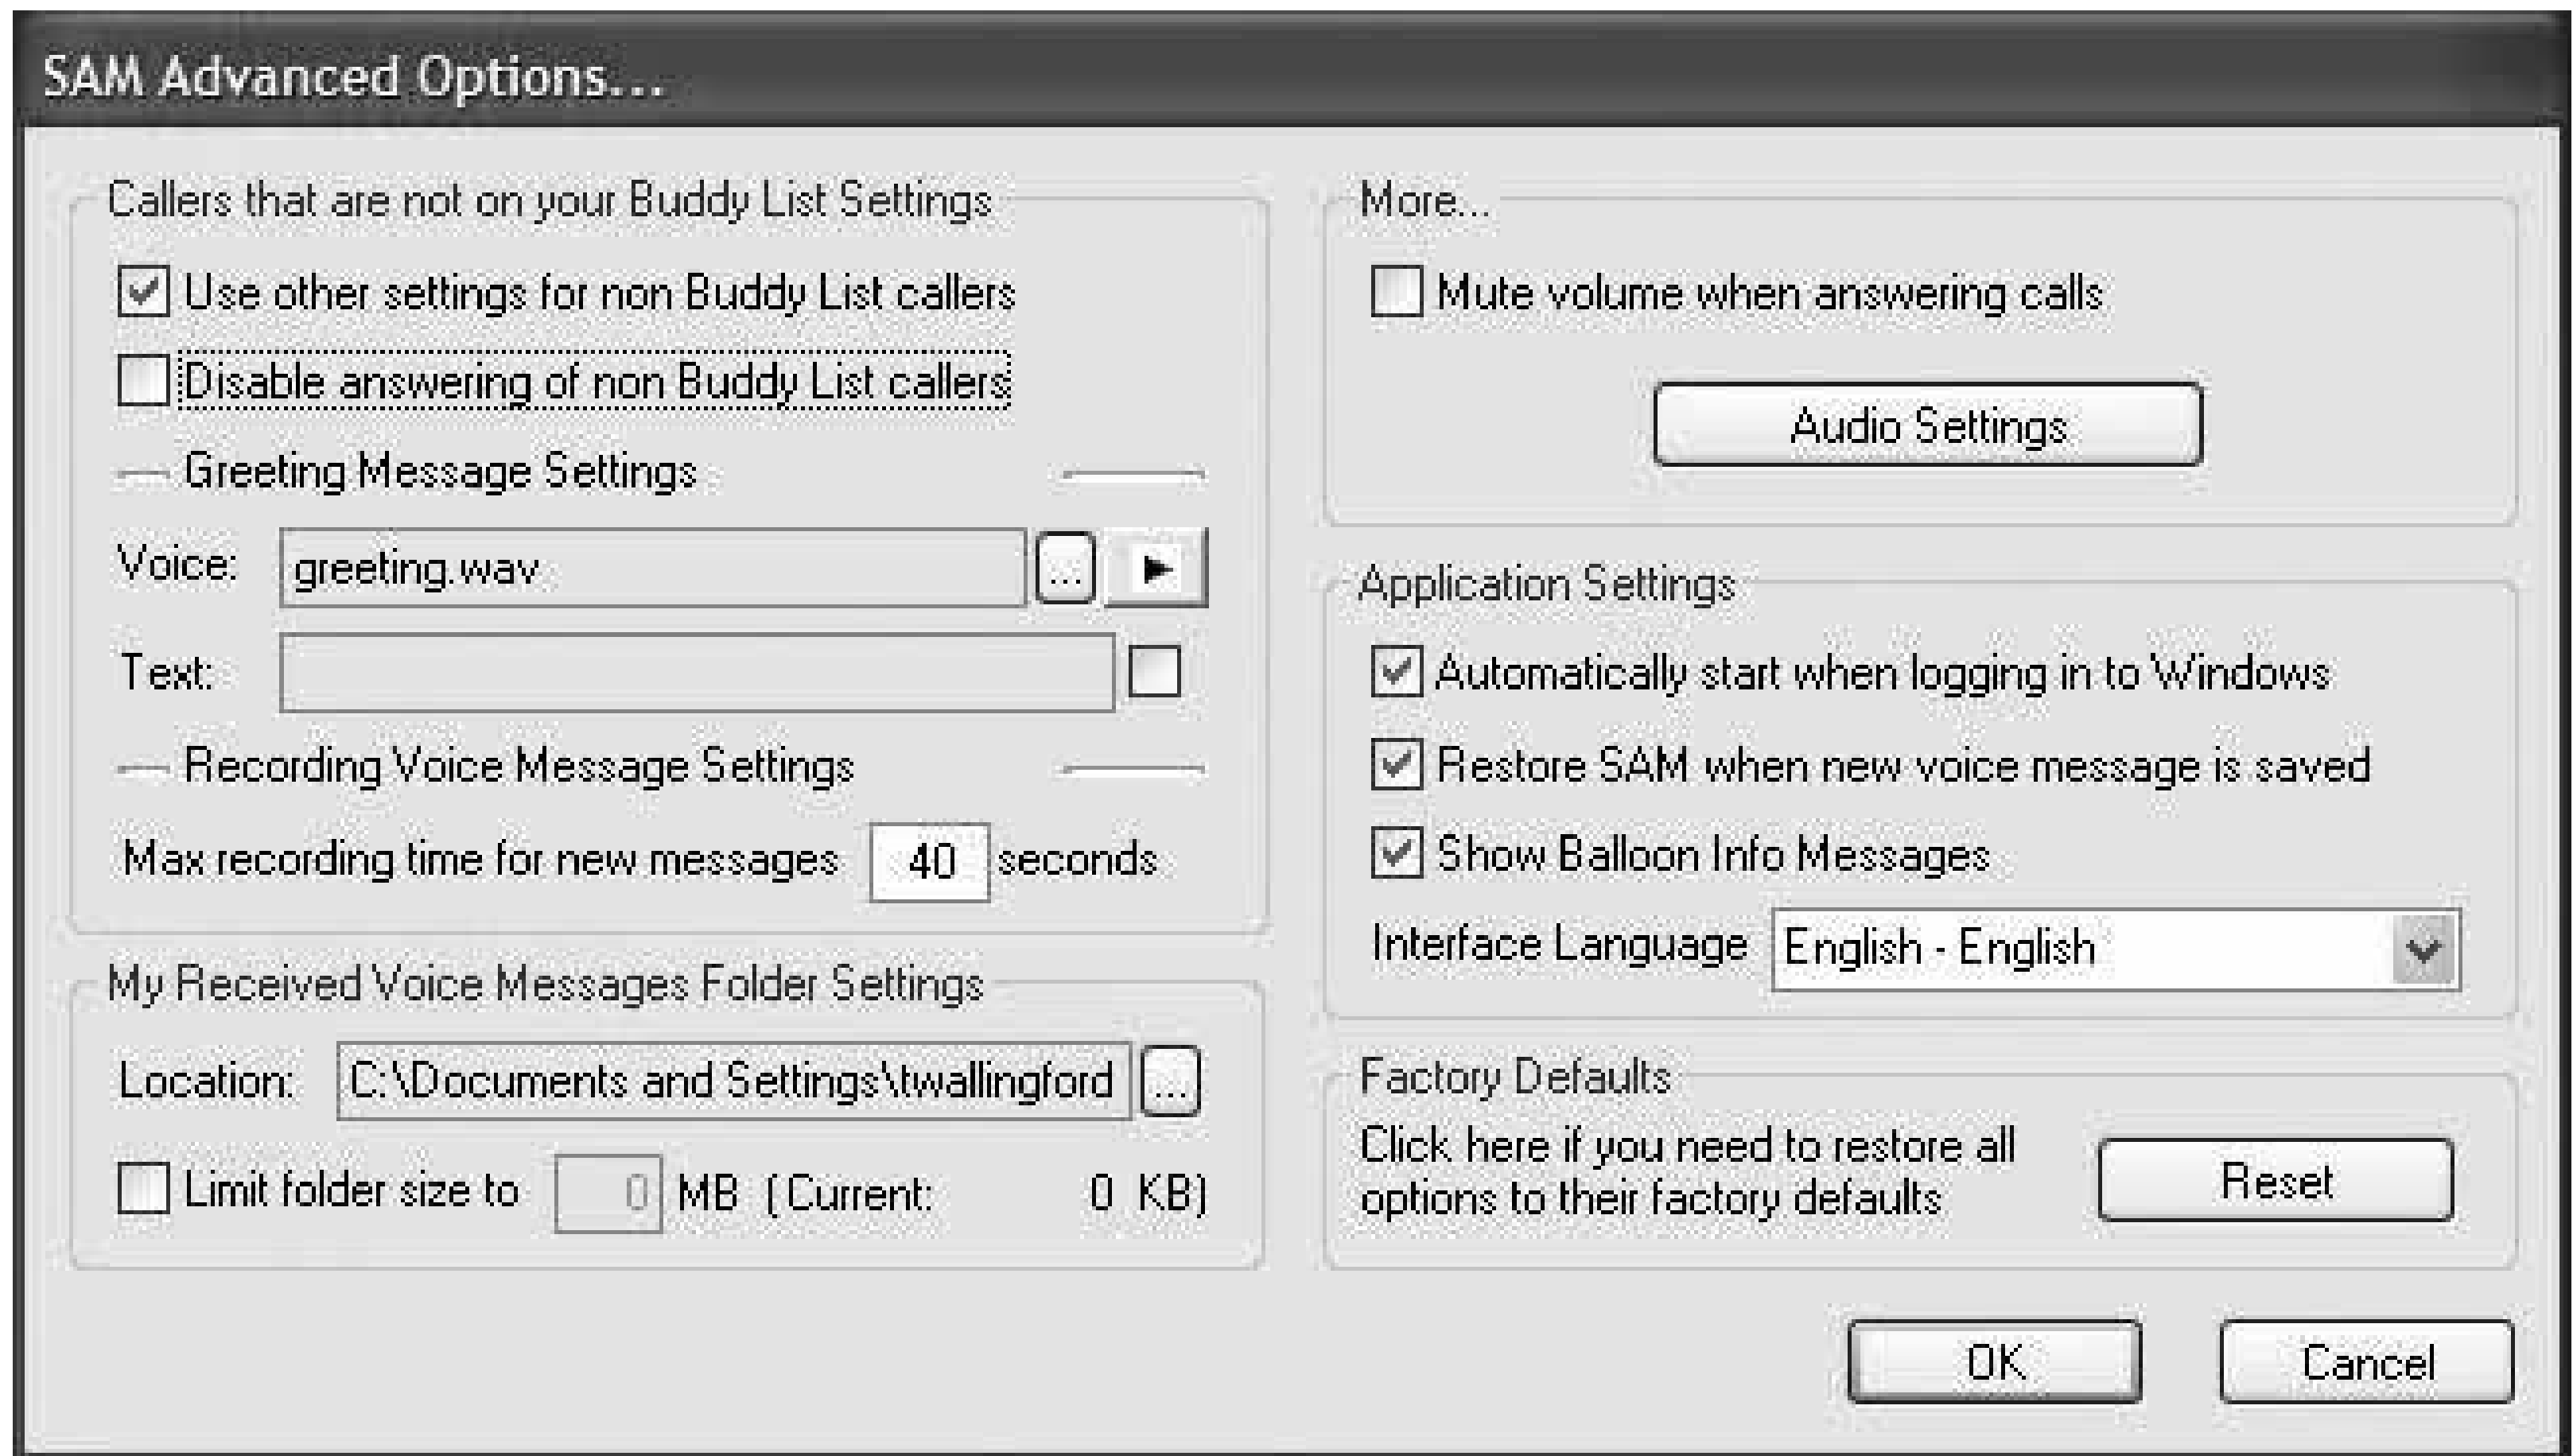 SAM Advanced Options...
Callers that are not on your Buddy List Settings
Use other settings for non Buddy List callers
Disable answering of non Buddy List callers
Greeting Message Settings
Voice: greeting.wav ...
Text:
Recording Voice Message Settings
Max recording time for new messages 40 seconds
My Received Voice Messages Folder Settings
Location: C:\Documents and Settings\twallingford ...
Limit folder size to 0 MB (Current: 0 KB)
More...
Mute volume when answering calls
Audio Settings
Application Settings
Automatically start when logging in to Windows
Restore SAM when new voice message is saved
Show Balloon Info Messages
Interface Language English - English
Factory Defaults
Click here if you need to restore all
options to their factory defaults
Reset
OK Cancel